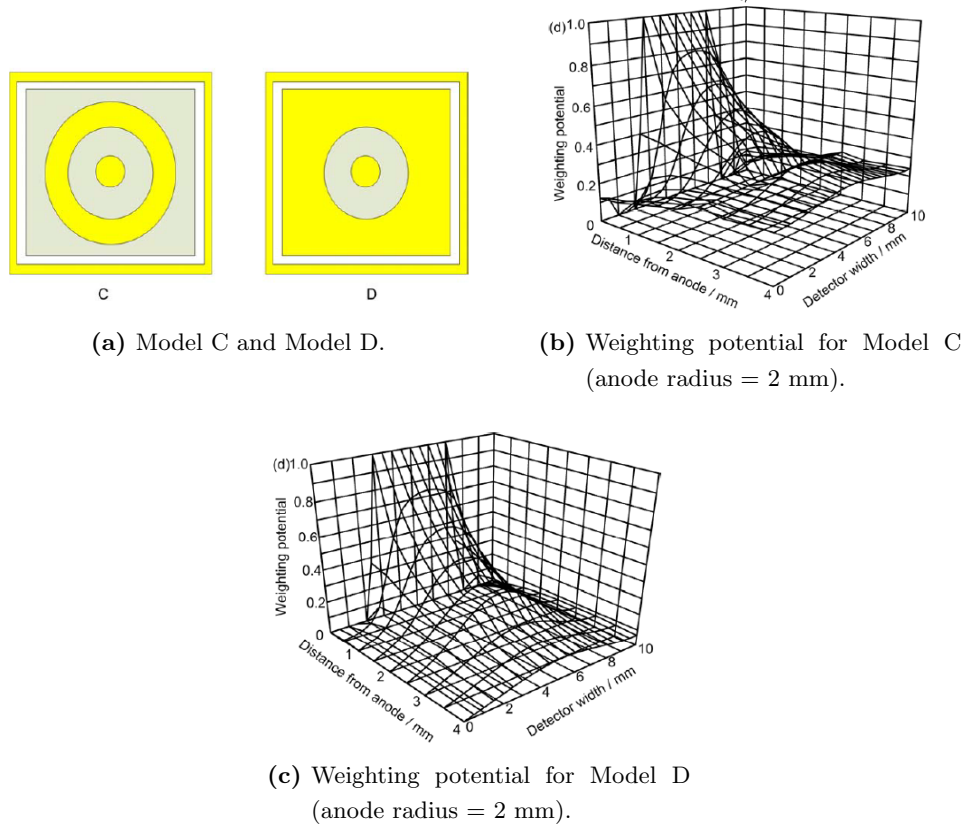 C
D
(a) Model C and Model D.
(d)
1.0
0.8
0.6
0.4
0.2
0
Weighting potential
1
2
3
4
Distance from anode / mm
0
2
4
6
8
10
Detector width / mm
(b) Weighting potential for Model C
(anode radius = 2 mm).
(d)1.0
0.8
0.6
0.4
0.2
0
Weighting potential
1
2
3
4
Distance from anode / mm
0
2
4
6
8
10
Detector width / mm
(c) Weighting potential for Model D
(anode radius = 2 mm).